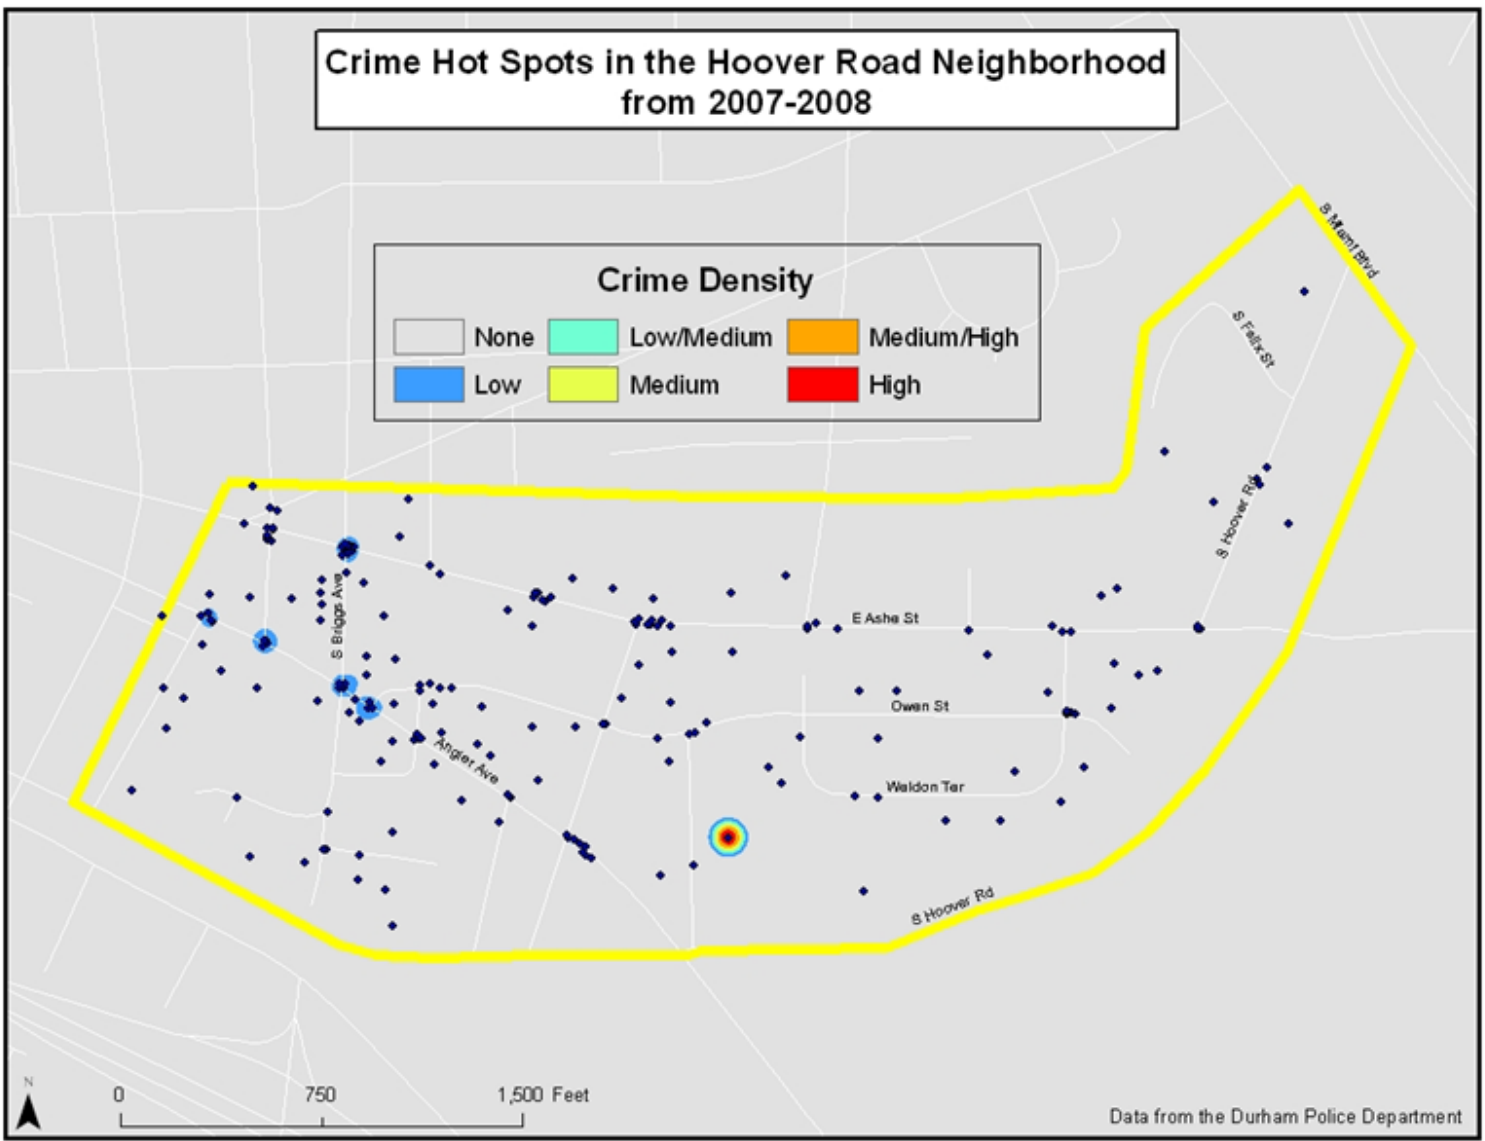 Crime Hot Spots in the Hoover Road Neighborhood
from 2007-2008
Crime Density
None
Low/Medium
Medium/High
Low
Medium
High
S Miami Blvd
S Felix St
S Hoover Rd
S Briggs Ave
E Ashe St
Owen St
Angier Ave
Weldon Ter
S Hoover Rd
N
0
750
1,500 Feet
Data from the Durham Police Department